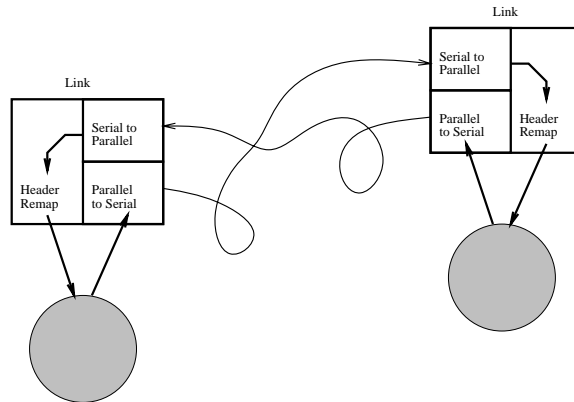 Link
Serial to
Parallel
Header
Remap
Parallel
to Serial
Link
Serial to
Parallel
Parallel
to Serial
Header
Remap